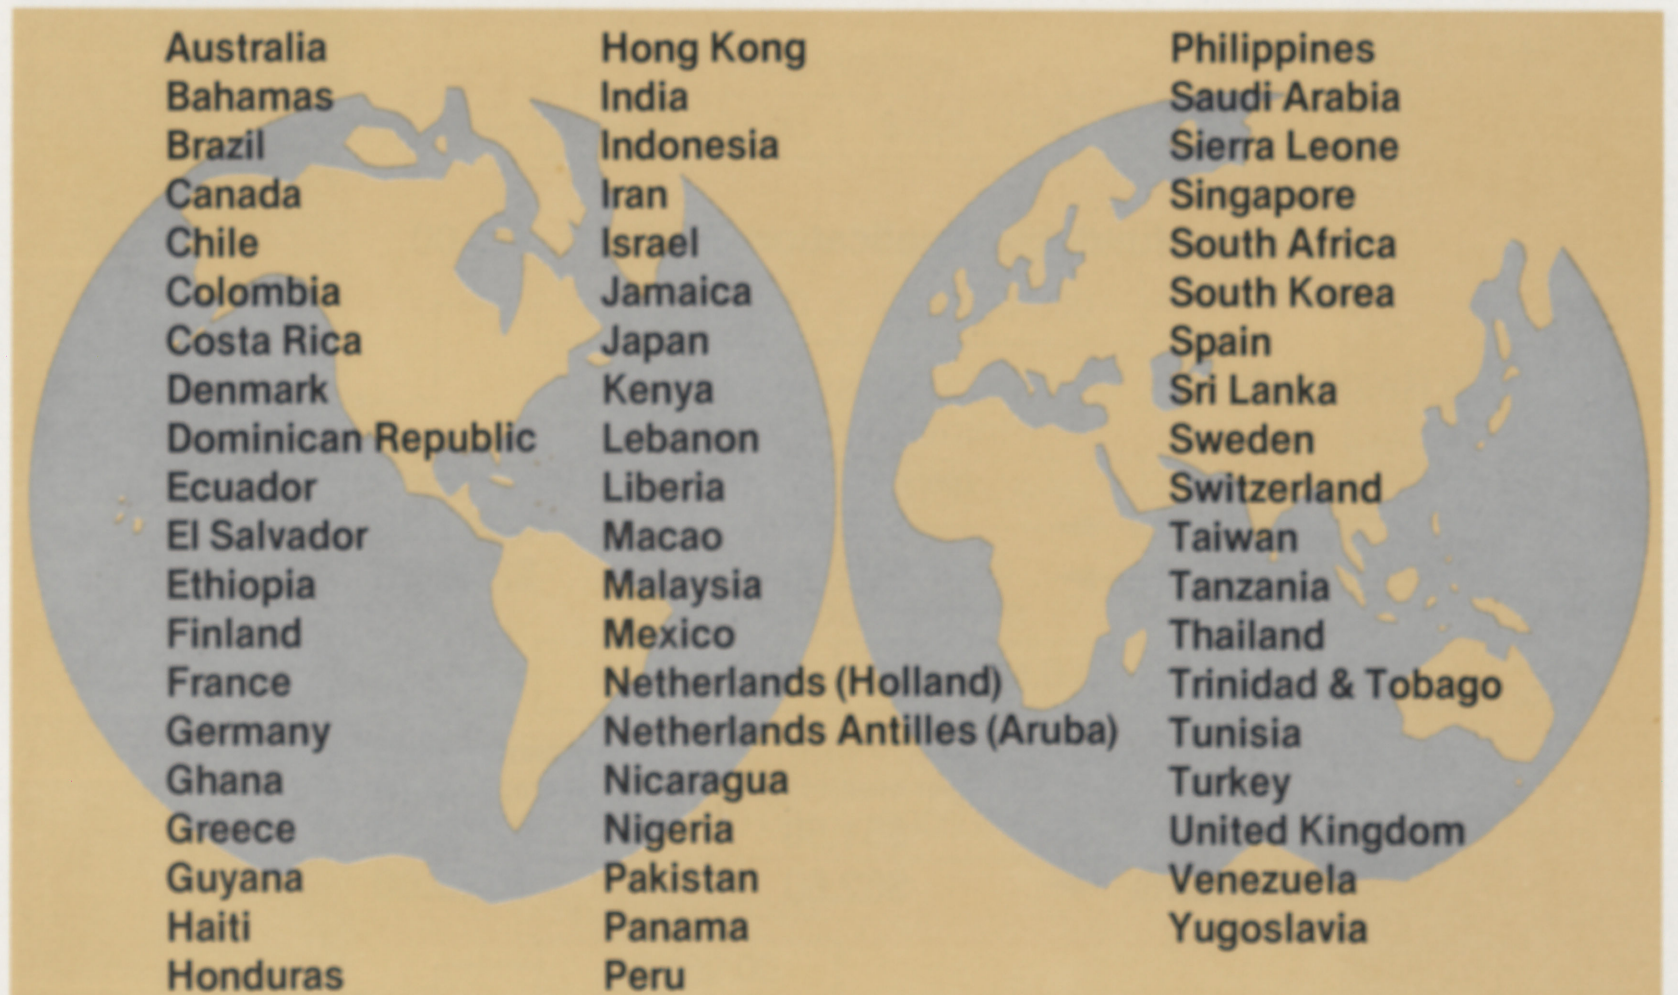 Australia
Bahamas
Brazil
Canada
Chile
Colombia
Costa Rica
Denmark
Dominican Republic
Ecuador
El Salvador
Ethiopia
Finland
France
Germany
Ghana
Greece
Guyana
Haiti
Honduras
Hong Kong
India
Indonesia
Iran
Israel
Jamaica
Japan
Kenya
Lebanon
Liberia
Macao
Malaysia
Mexico
Netherlands (Holland)
Netherlands Antilles (Aruba)
Nicaragua
Nigeria
Pakistan
Panama
Peru
Philippines
Saudi Arabia
Sierra Leone
Singapore
South Africa
South Korea
Spain
Sri Lanka
Sweden
Switzerland
Taiwan
Tanzania
Thailand
Trinidad & Tobago
Tunisia
Turkey
United Kingdom
Venezuela
Yugoslavia